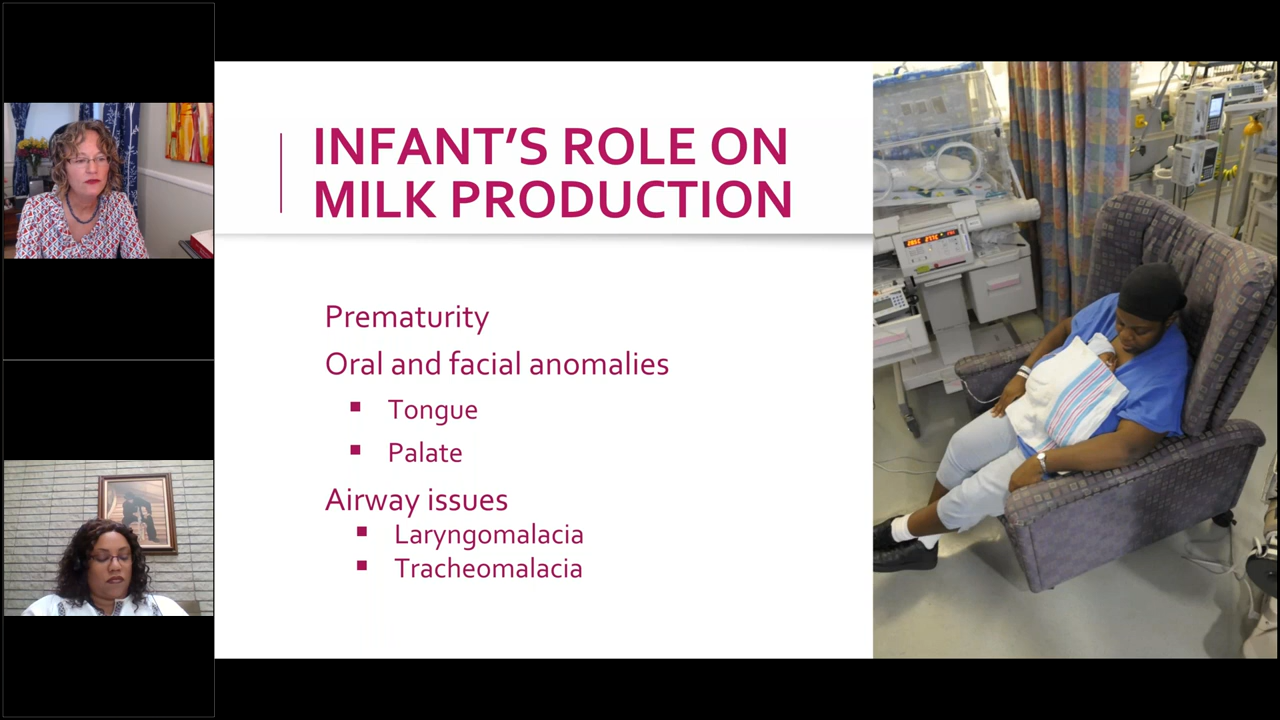 INFANT’S ROLE ON
MILK PRODUCTION
Prematurity
Oral and facial anomalies
▪ Tongue
▪ Palate
Airway issues
▪ Laryngomalacia
▪ Tracheomalacia